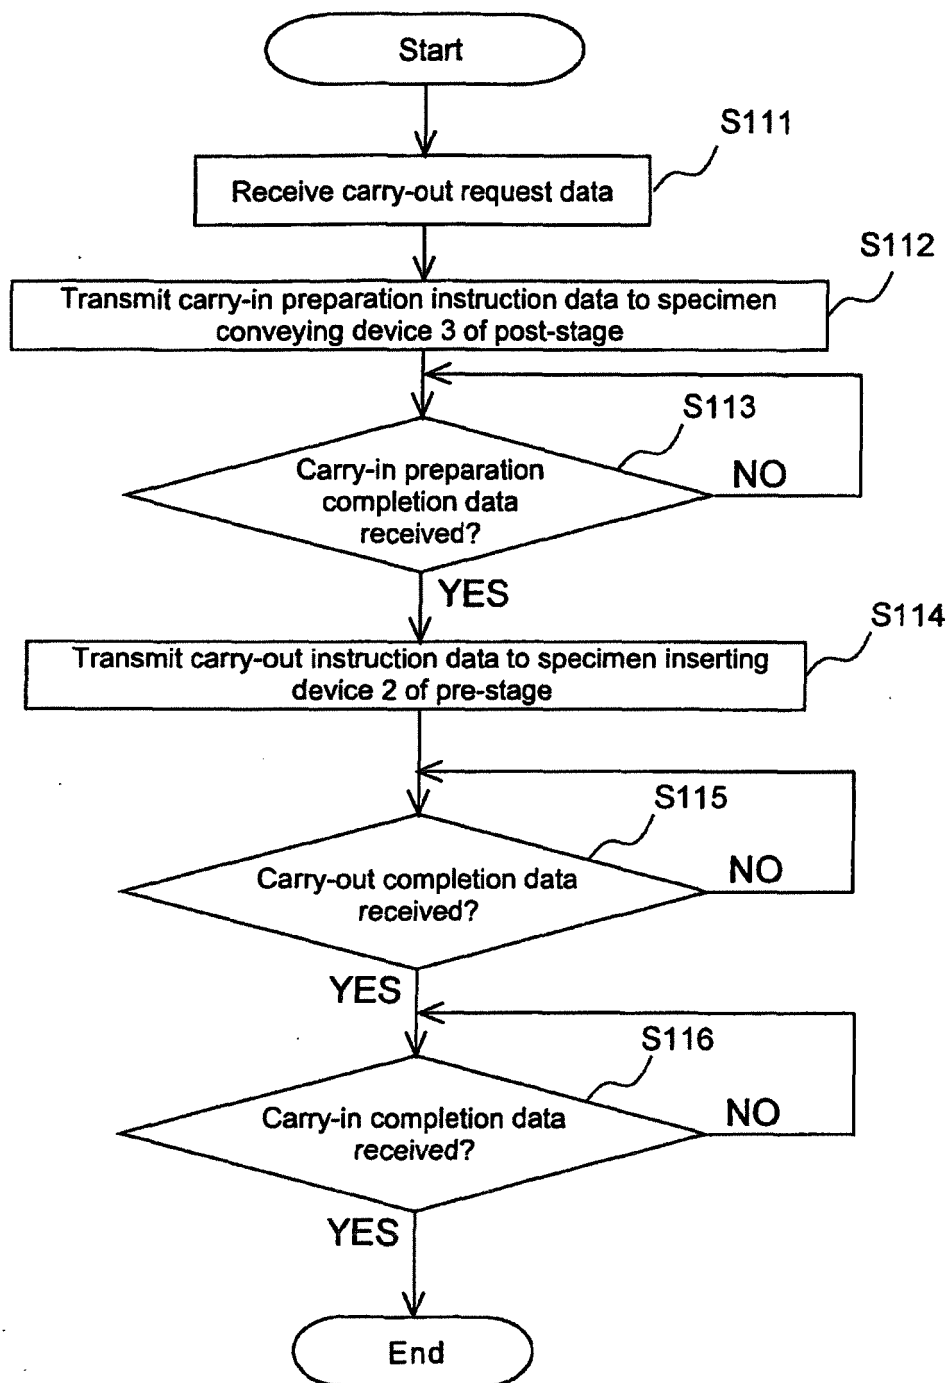 Start
S111
Receive carry-out request data
S112
Transmit carry-in preparation instruction data to specimen
conveying device 3 of post-stage
S113
Carry-in preparation
completion data
received?
NO
YES
S114
Transmit carry-out instruction data to specimen inserting
device 2 of pre-stage
S115
Carry-out completion data
received?
NO
YES
S116
Carry-in completion data
received?
NO
YES
End